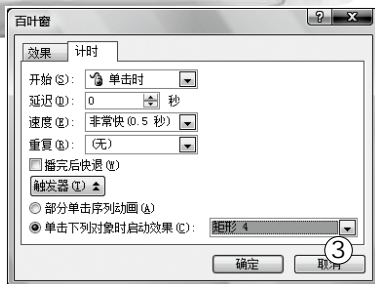 百叶窗
效果 计时
开始(S): 单击时
延迟(D): 0 秒
速度(E): 非常快(0.5 秒)
重复(R): (无)
播完后快退(W)
触发器(T)
部分单击序列动画(A)
单击下列对象时启动效果(C): 矩形 4
③
确定 取消